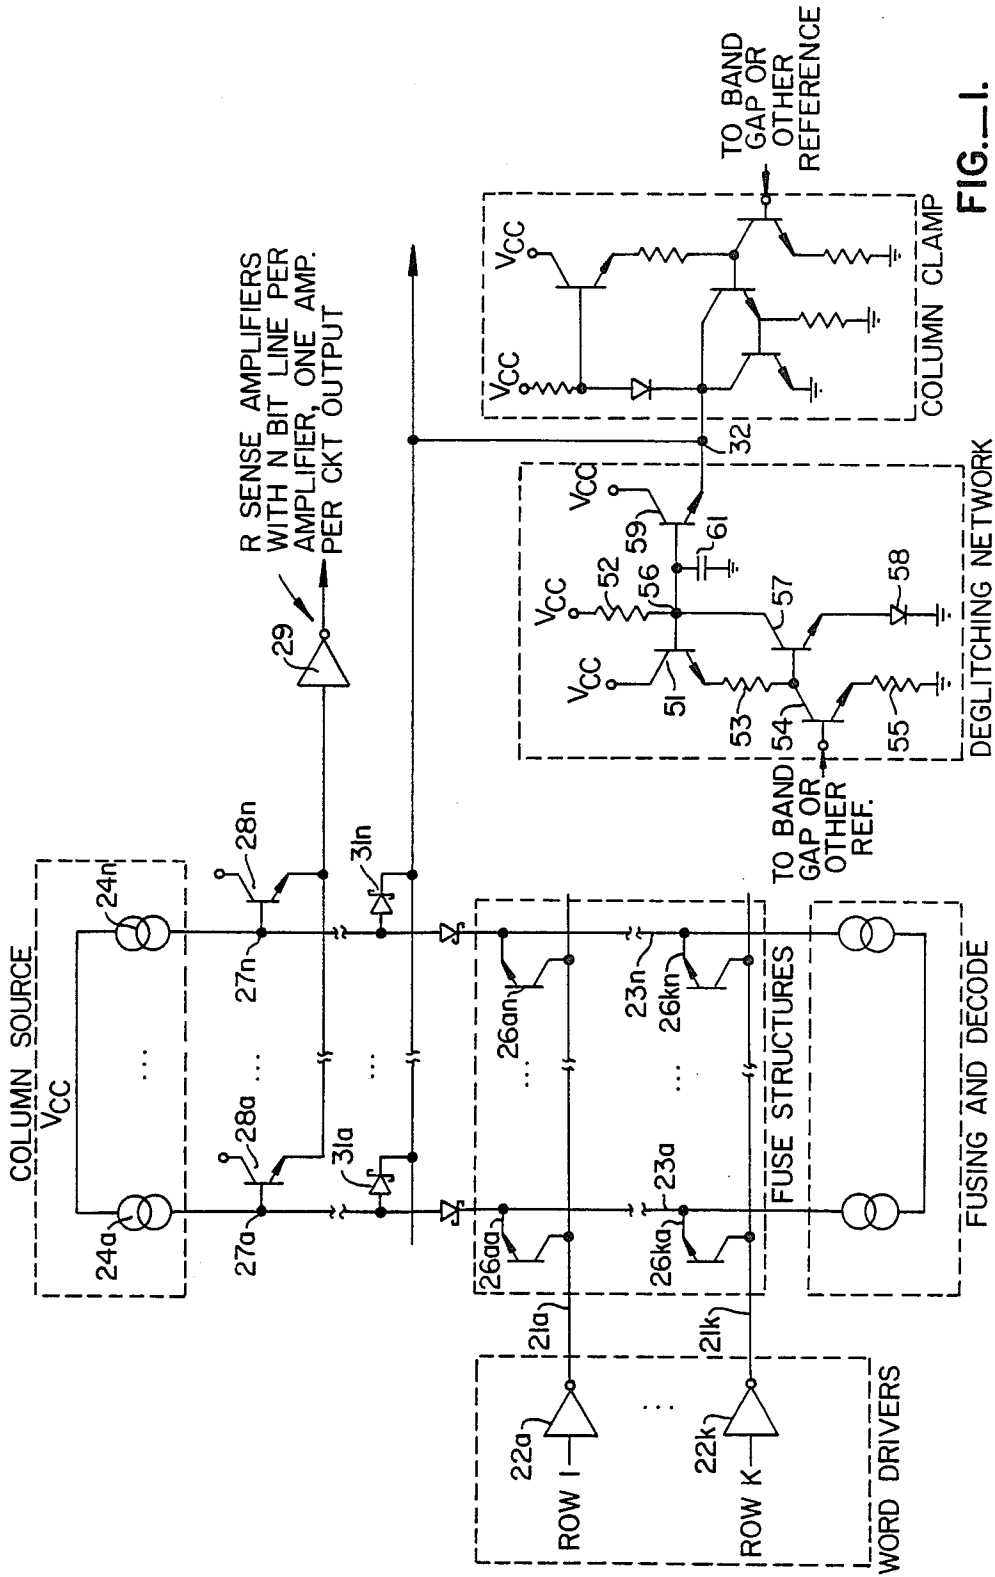 COLUMN SOURCE
VCC
24a
...
24n
27a
28a
...
27n
28n
29
R SENSE AMPLIFIERS
WITH N BIT LINE PER
AMPLIFIER, ONE AMP.
PER CKT OUTPUT
31a
...
31n
WORD DRIVERS
ROW 1
22a
...
ROW K
22k
21a
21k
26aa
...
26an
26ka
23a
...
23n
26kn
FUSE STRUCTURES
FUSING AND DECODE
TO BAND
GAP OR
OTHER
REF.
VCC
51
VCC
52
56
53
54
55
57
58
59
VCC
61
DEGLITCHING NETWORK
32
VCC
VCC
COLUMN CLAMP
TO BAND
GAP OR
OTHER
REFERENCE
FIG._1.